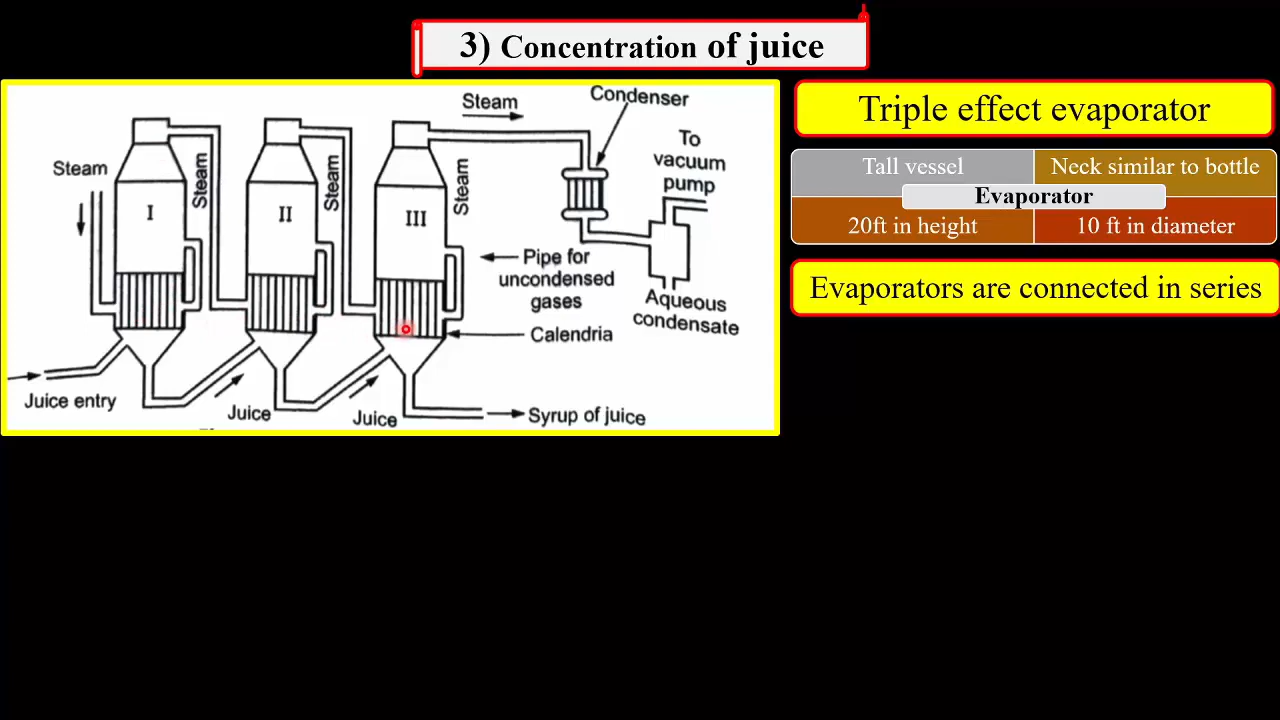 3) Concentration of juice
Steam
Condenser
To
vacuum
pump
Steam
Steam
Steam
Steam
I
II
III
Pipe for
uncondensed
gases
Aqueous
condensate
Calendria
Juice entry
Juice
Juice
Syrup of juice
Triple effect evaporator
Tall vessel
Neck similar to bottle
Evaporator
20ft in height
10 ft in diameter
Evaporators are connected in series